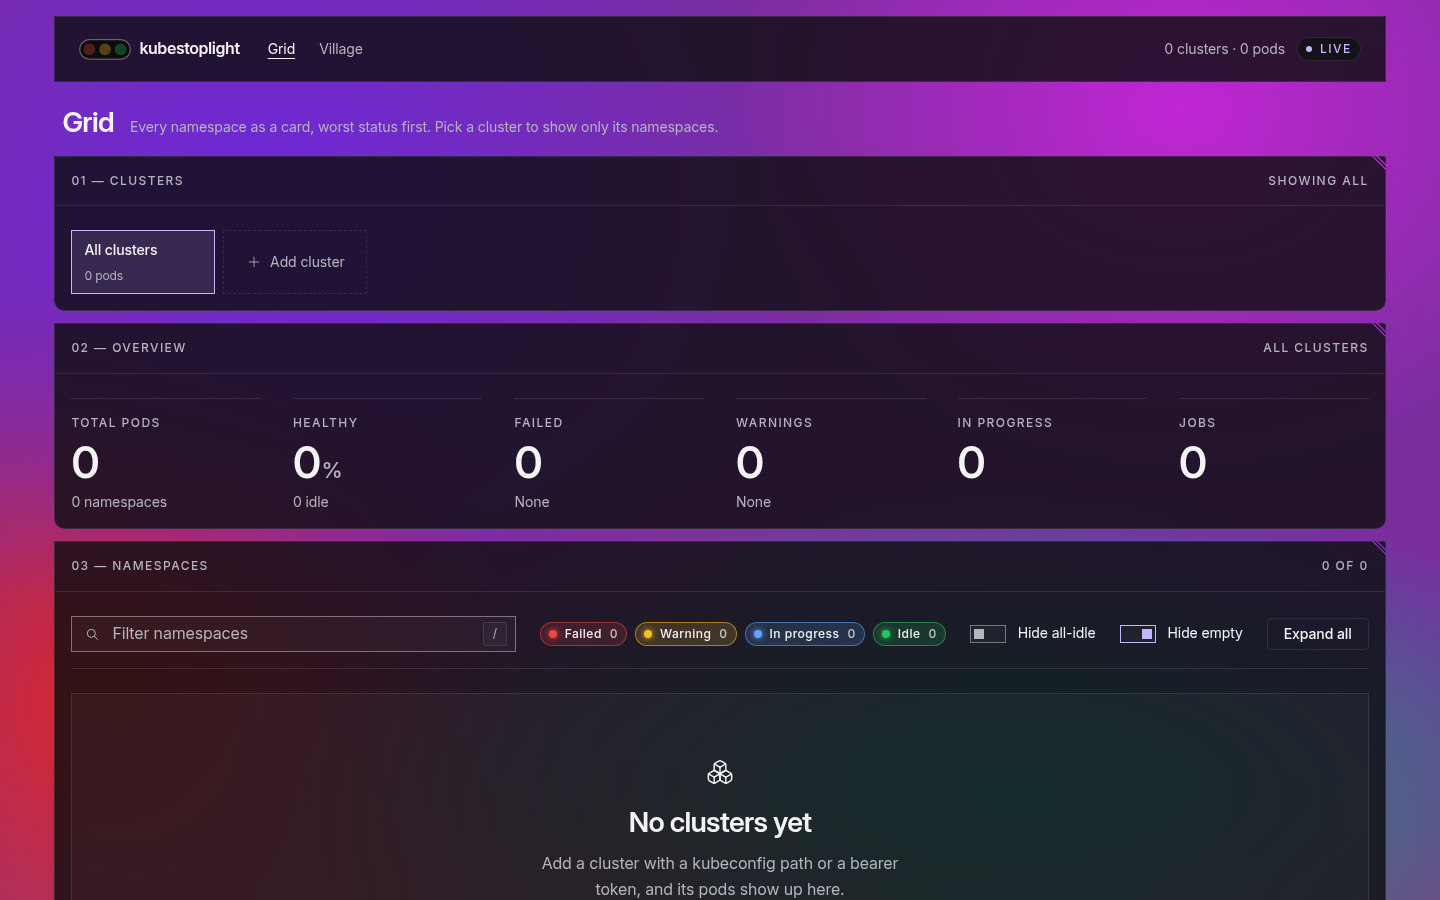 kubestoplight Grid Village 0 clusters · 0 pods LIVE
Grid Every namespace as a card, worst status first. Pick a cluster to show only its namespaces.
01 — CLUSTERS SHOWING ALL
All clusters
0 pods
Add cluster
02 — OVERVIEW ALL CLUSTERS
TOTAL PODS HEALTHY FAILED WARNINGS IN PROGRESS JOBS
0 0% 0 0 0 0
0 namespaces 0 idle None None
03 — NAMESPACES 0 OF 0
Filter namespaces / Failed 0 Warning 0 In progress 0 Idle 0 Hide all-idle Hide empty Expand all
No clusters yet
Add a cluster with a kubeconfig path or a bearer
token, and its pods show up here.